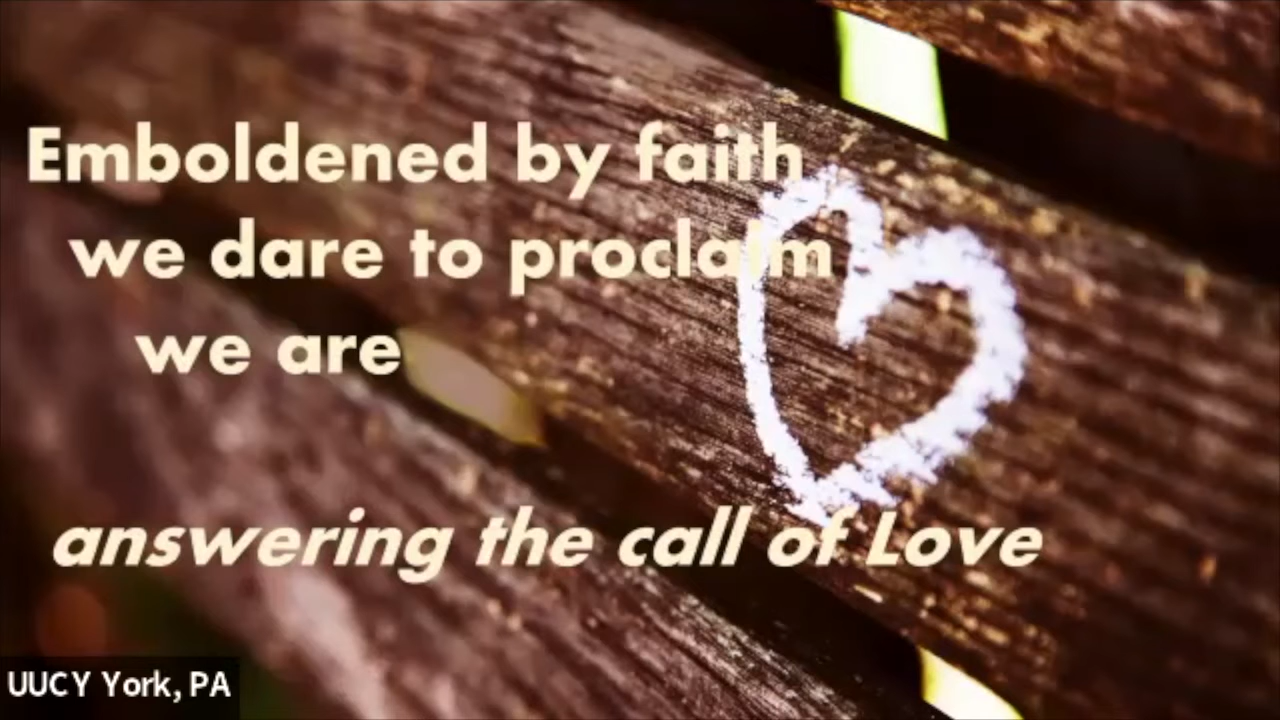 Emboldened by faith
we dare to proclaim
we are
answering the call of Love
UUCY York, PA